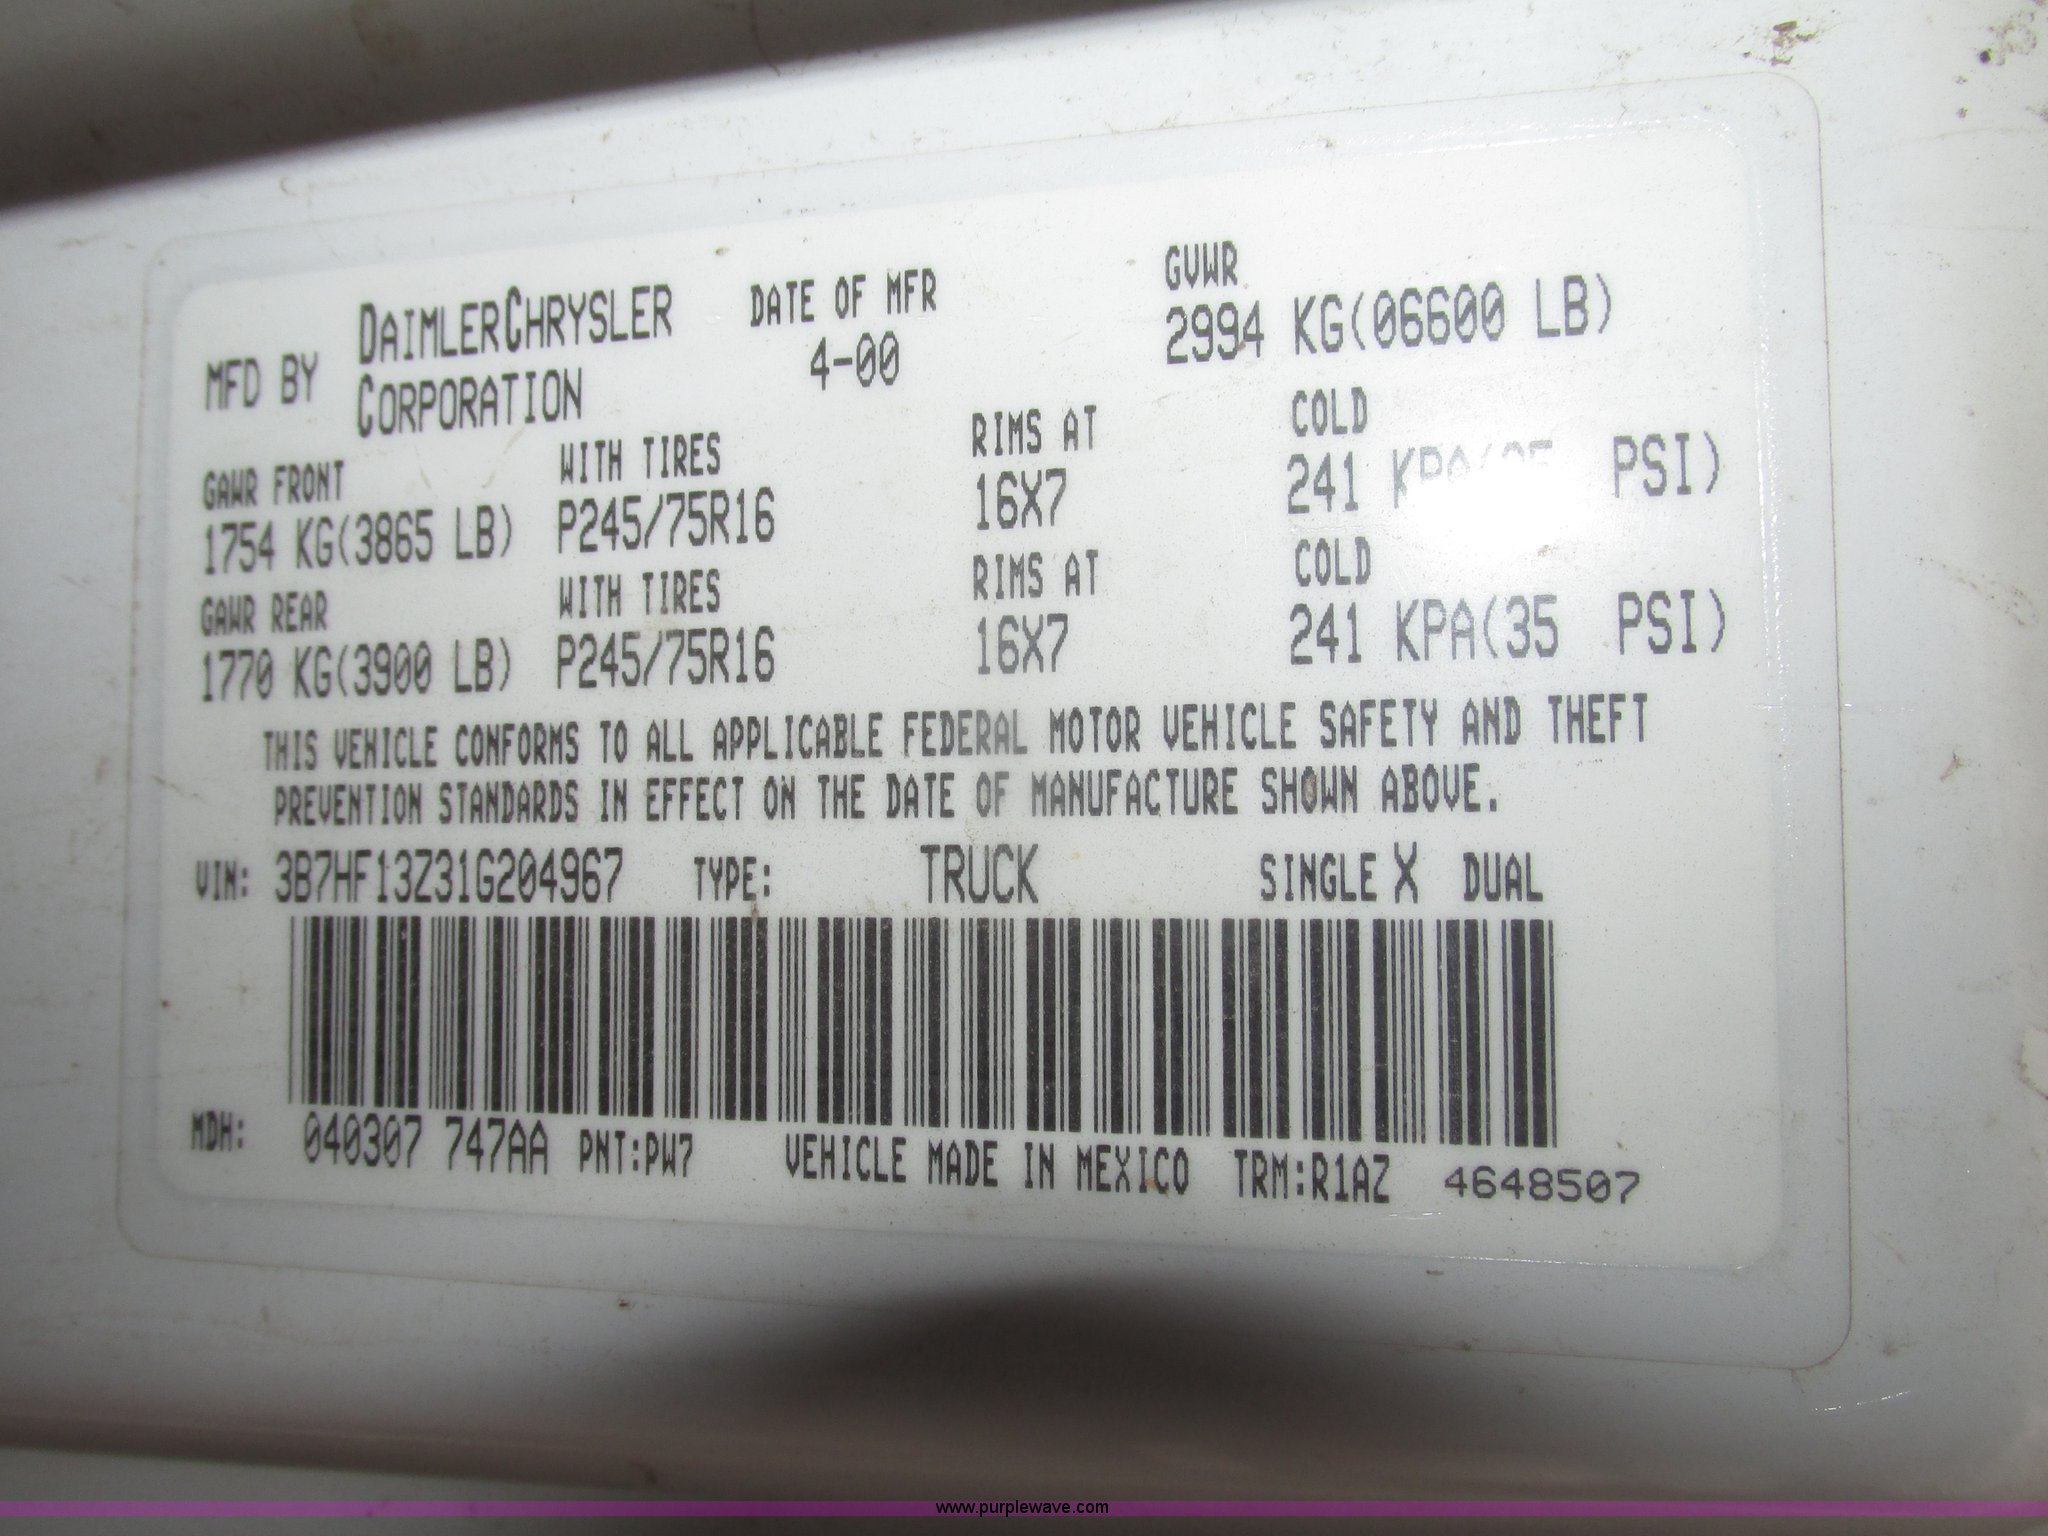 MFD BY DAIMLERCHRYSLER CORPORATION DATE OF MFR 4-00 GVWR 2994 KG(06600 LB)
GAWR FRONT WITH TIRES RIMS AT COLD
1754 KG(3865 LB) P245/75R16 16X7 241 KPA(35 PSI)
GAWR REAR WITH TIRES RIMS AT COLD
1770 KG(3900 LB) P245/75R16 16X7 241 KPA(35 PSI)
THIS VEHICLE CONFORMS TO ALL APPLICABLE FEDERAL MOTOR VEHICLE SAFETY AND THEFT
PREVENTION STANDARDS IN EFFECT ON THE DATE OF MANUFACTURE SHOWN ABOVE.
VIN: 3B7HF13Z31G204967 TYPE: TRUCK SINGLE X DUAL
MDH: 040307 747AA PNT:PW7 VEHICLE MADE IN MEXICO TRM:R1AZ 4648507
www.purplewave.com